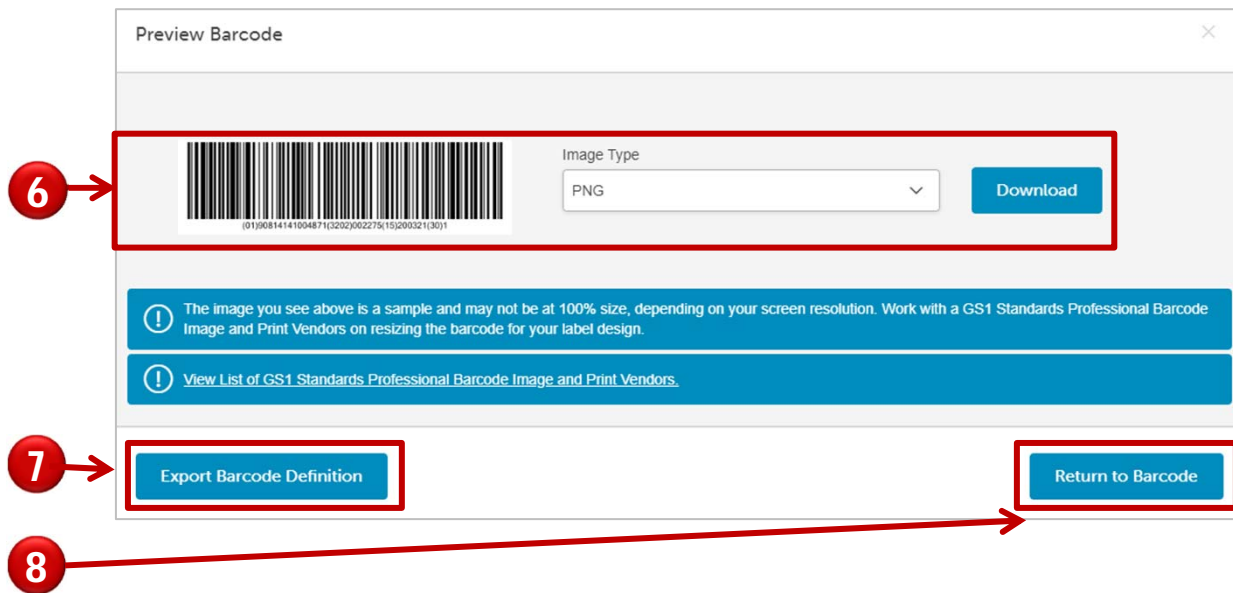 Preview Barcode
6
Image Type
PNG
Download
(01)90814141004871(3202)002275(15)200321(30)1
The image you see above is a sample and may not be at 100% size, depending on your screen resolution. Work with a GS1 Standards Professional Barcode
Image and Print Vendors on resizing the barcode for your label design.
View List of GS1 Standards Professional Barcode Image and Print Vendors.
7
Export Barcode Definition
Return to Barcode
8